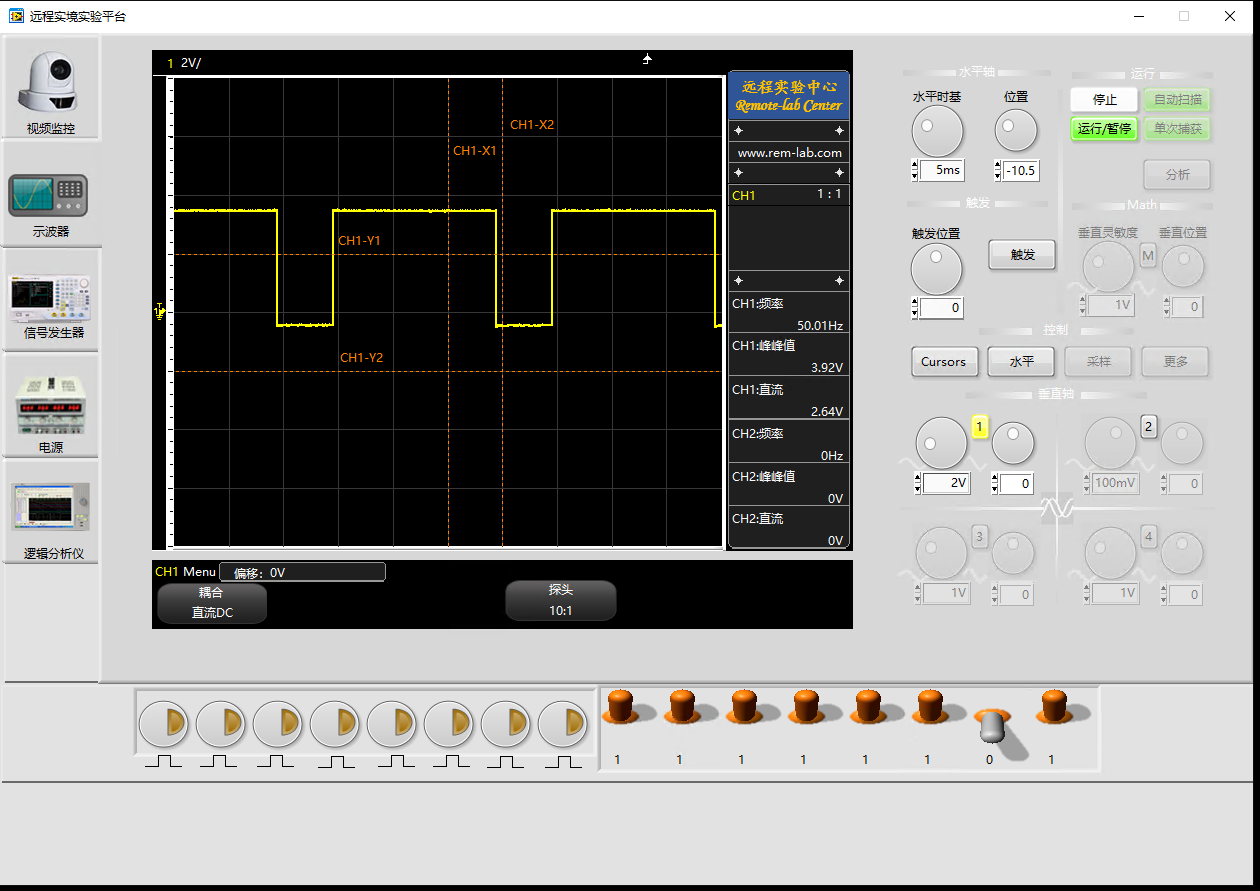 远程实境实验平台
视频监控
示波器
信号发生器
电源
逻辑分析仪
1 2V/
CH1-X2
CH1-X1
CH1-Y1
CH1-Y2
远程实验中心
Remote-lab Center
www.rem-lab.com
CH1 1 : 1
CH1:频率
50.01Hz
CH1:峰峰值
3.92V
CH1:直流
2.64V
CH2:频率
0Hz
CH2:峰峰值
0V
CH2:直流
0V
CH1 Menu 偏移: 0V
耦合
直流DC
探头
10:1
水平轴
水平时基 位置
5ms -10.5
运行
停止 自动扫描
运行/暂停 单次捕获
分析
触发
触发位置
触发
0
Math
垂直灵敏度 垂直位置
M
1V 0
控制
Cursors 水平 采样 更多
垂直轴
1 2
2V 0 100mV 0
3 4
1V 0 1V 0
1 1 1 1 1 1 0 1